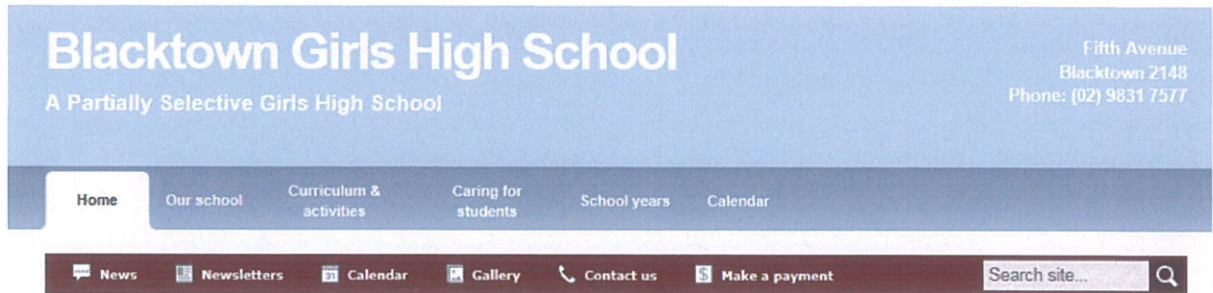 Blacktown Girls High School
A Partially Selective Girls High School
Fifth Avenue
Blacktown 2148
Phone: (02) 9831 7577
Home
Our school
Curriculum &
activities
Caring for
students
School years
Calendar
News
Newsletters
31
Calendar
Gallery
Contact us
$
Make a payment
Search site...